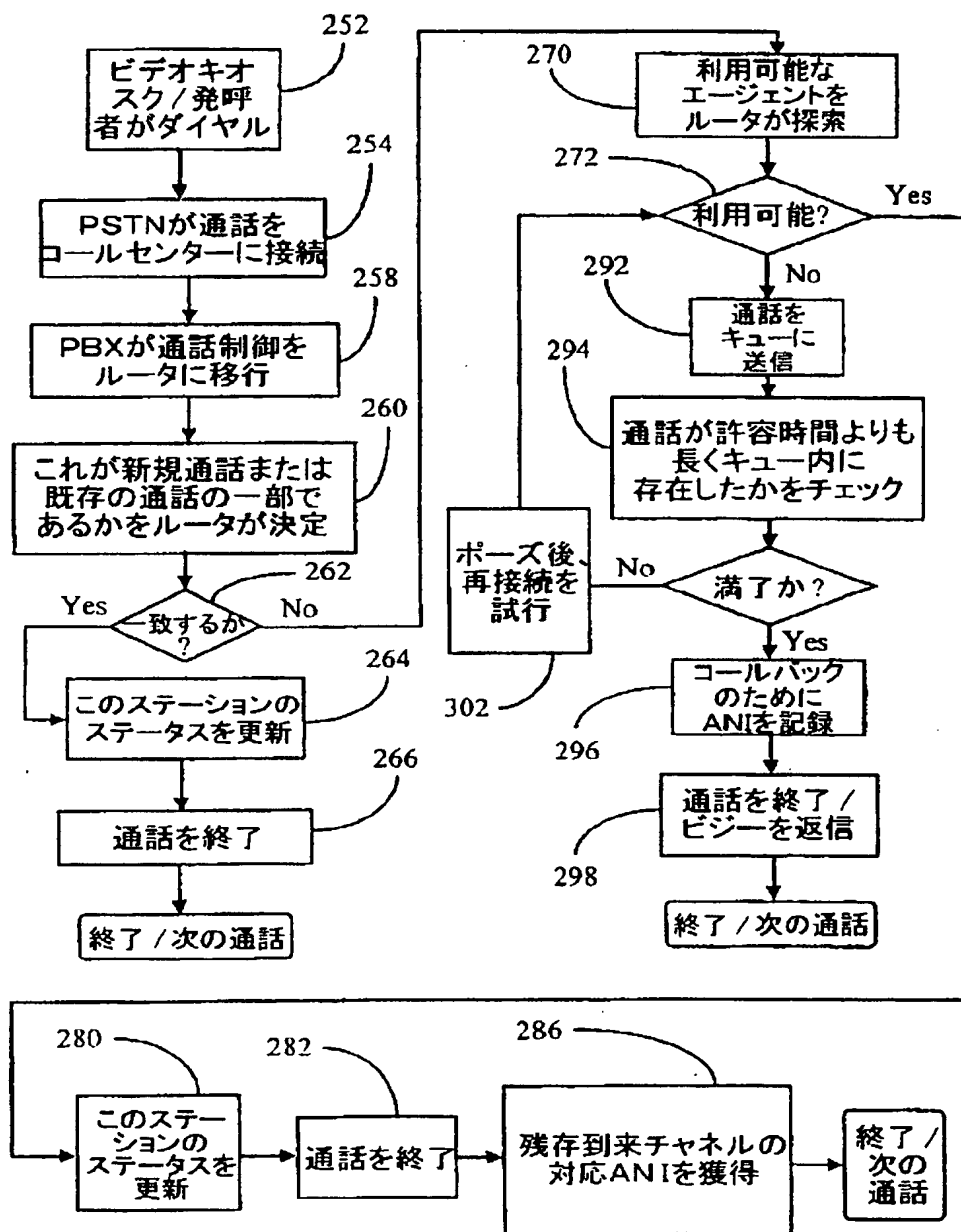 252
ビデオキオ
スク/発呼
者がダイヤル
254
PSTNが通話を
コールセンターに接続
258
PBXが通話制御を
ルータに移行
260
これが新規通話または
既存の通話の一部で
あるかをルータが決定
262
Yes
一致するか
?
No
264
このステーションの
ステータスを更新
266
通話を終了
終了/次の通話
270
利用可能な
エージェントを
ルータが探索
272
利用可能?
Yes
No
292
通話を
キューに
送信
294
通話が許容時間よりも
長くキュー内に
存在したかをチェック
満了か?
No
ポーズ後、
再接続を
試行
302
Yes
コールバック
のために
ANIを記録
296
通話を終了/
ビジーを返信
298
終了/次の通話
280
このステー
ションの
ステータスを
更新
282
通話を終了
286
残存到来チャネルの
対応ANIを獲得
終了/
次の
通話